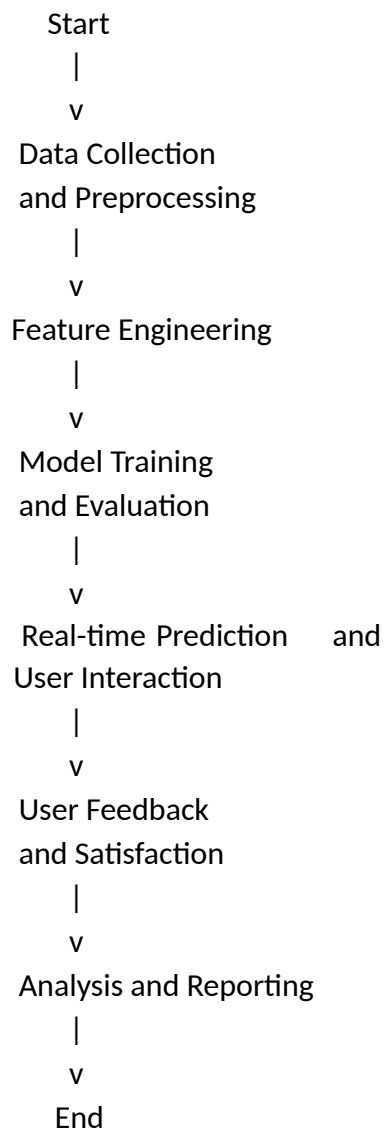 Start
|
v
Data Collection
and Preprocessing
|
v
Feature Engineering
|
v
Model Training
and Evaluation
|
v
Real-time Prediction and
User Interaction
|
v
User Feedback
and Satisfaction
|
v
Analysis and Reporting
|
v
End